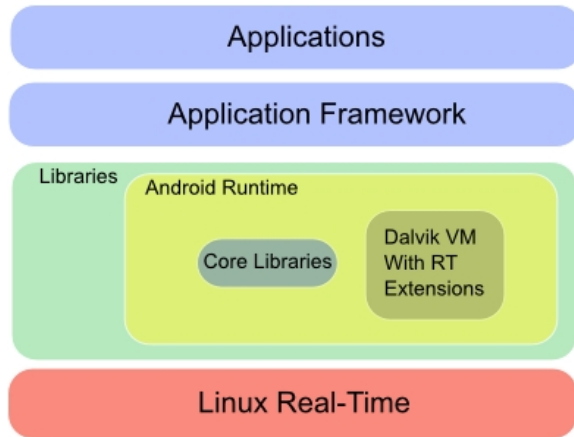 Applications
Application Framework
Libraries
Android Runtime
Core Libraries
Dalvik VM
With RT
Extensions
Linux Real-Time